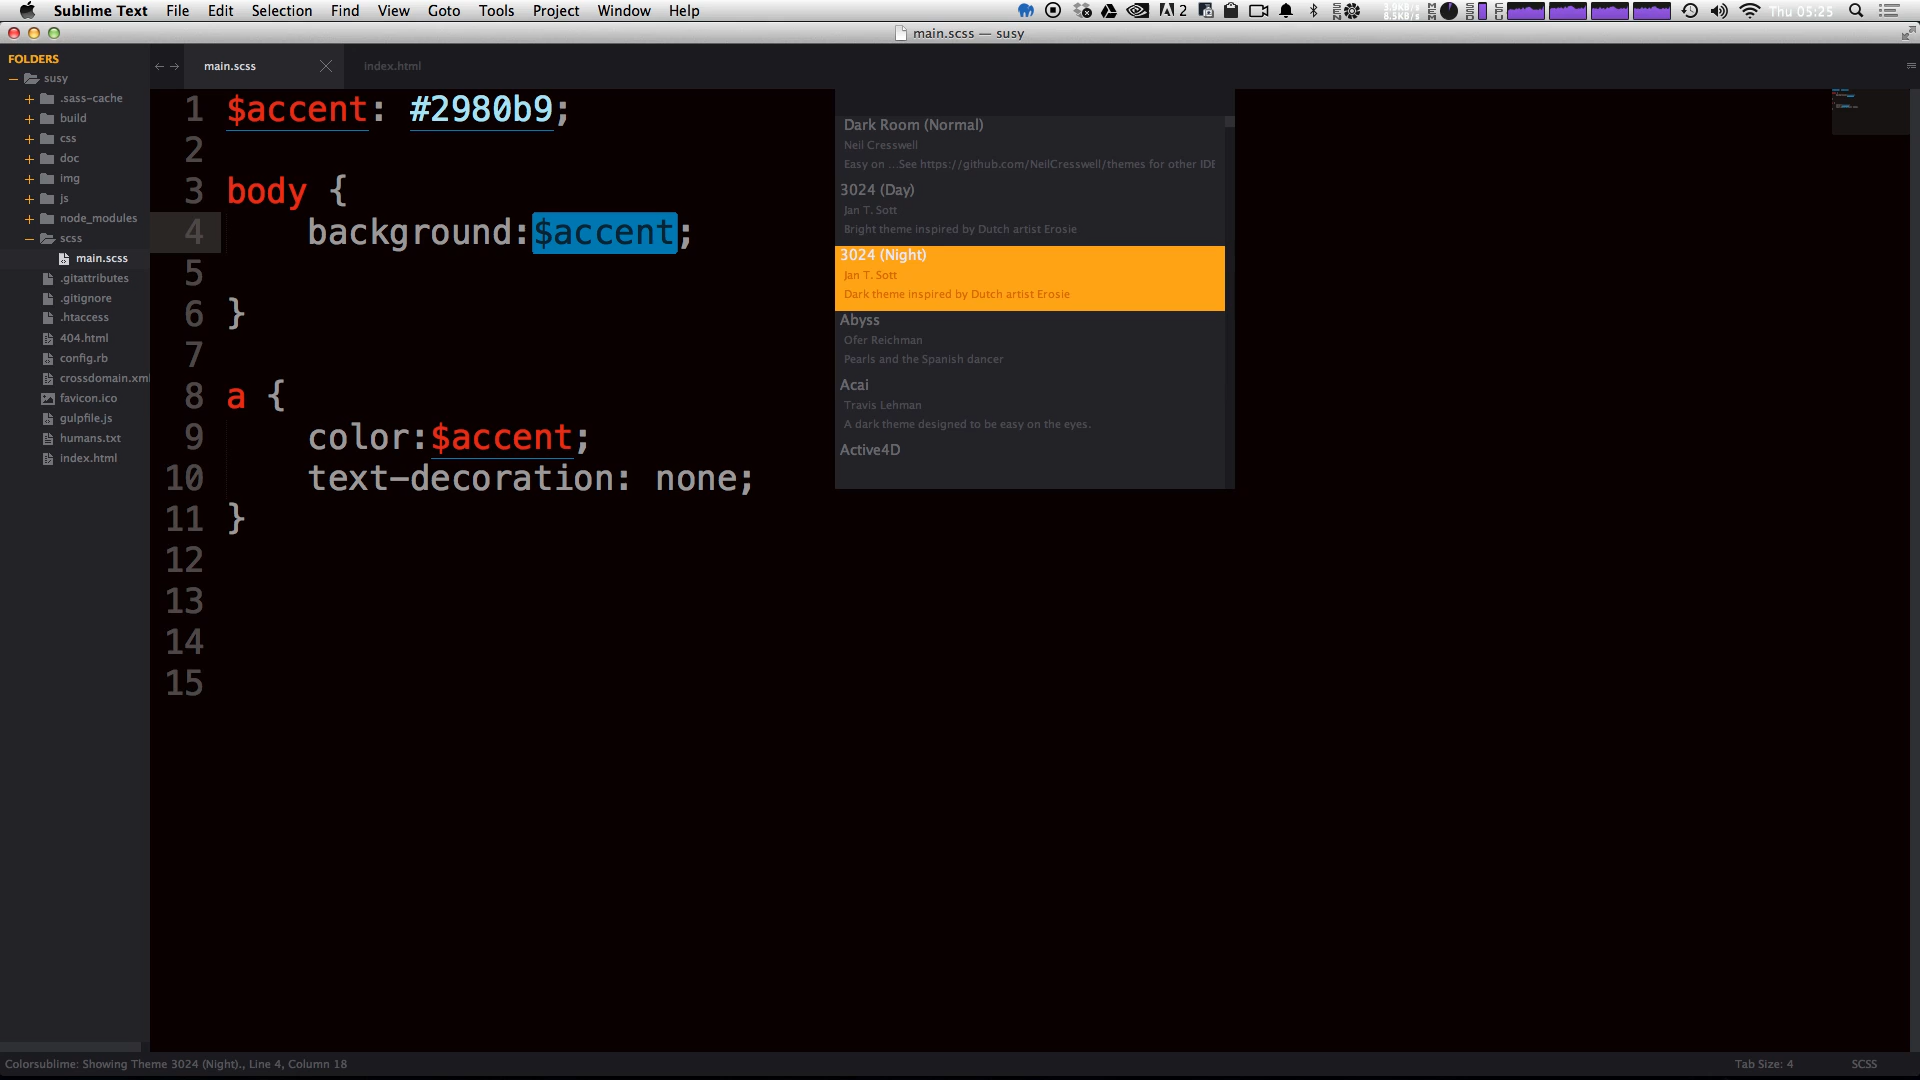 Sublime Text File Edit Selection Find View Goto Tools Project Window Help
2 3.9KB/s 8.5KB/s Thu 05:25
main.scss — susy
FOLDERS
susy
.sass-cache
build
css
doc
img
js
node_modules
scss
main.scss
.gitattributes
.gitignore
.htaccess
404.html
config.rb
crossdomain.xml
favicon.ico
gulpfile.js
humans.txt
index.html
main.scss index.html
1 $accent: #2980b9;
2
3 body {
4 background:$accent;
5
6 }
7
8 a {
9 color:$accent;
10 text-decoration: none;
11 }
12
13
14
15
Dark Room (Normal)
Neil Cresswell
Easy on ...See https://github.com/NeilCresswell/themes for other IDE
3024 (Day)
Jan T. Sott
Bright theme inspired by Dutch artist Erosie
3024 (Night)
Jan T. Sott
Dark theme inspired by Dutch artist Erosie
Abyss
Ofer Reichman
Pearls and the Spanish dancer
Acai
Travis Lehman
A dark theme designed to be easy on the eyes.
Active4D
Colorsublime: Showing Theme 3024 (Night)., Line 4, Column 18
Tab Size: 4 SCSS